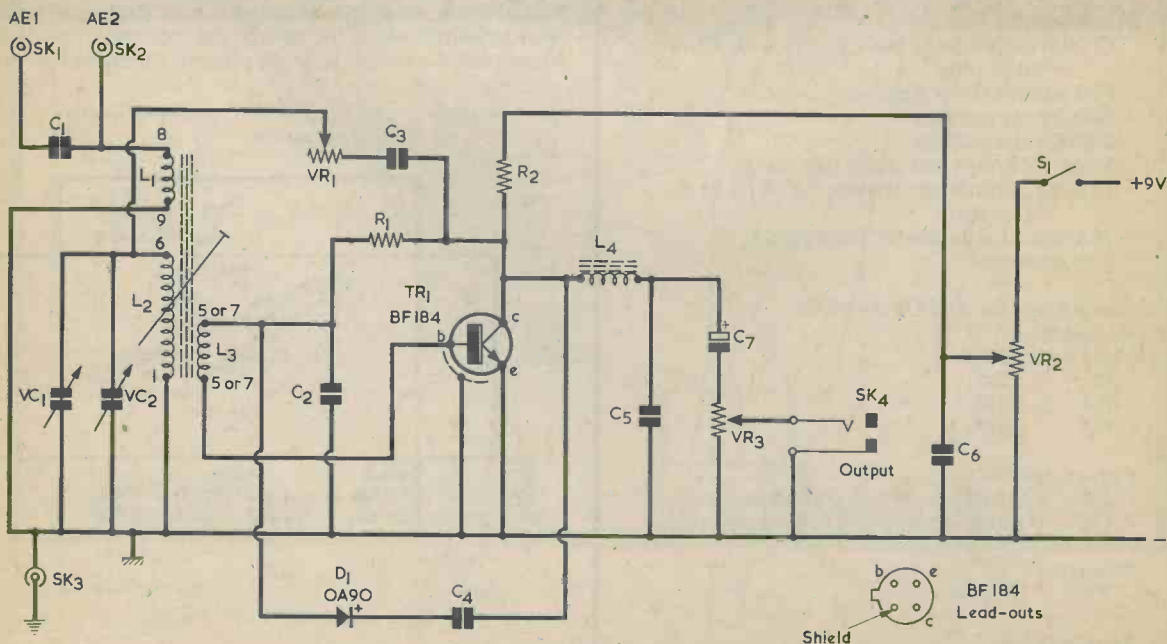 AE1 AE2
SK1 SK2
C1
8
L1
9
6
L2
1
VC1 VC2
5 or 7
L3
5 or 7
VR1
C3
R1
C2
TR1
BF184
b
c
e
R2
L4
C5
+
C7
VR3
SK4
Output
C6
S1
+9V
VR2
–
SK3
D1
OA90
+
C4
b e
c
Shield
BF184
Lead-outs